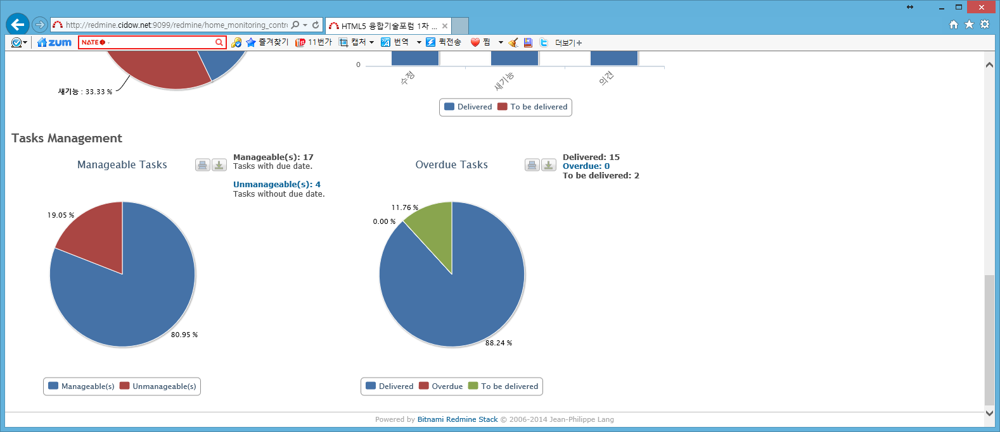 http://redmine.cidow.net:9099/redmine/home_monitoring_contr
HTML5 융합기술포럼 1차 ...
zum NATE 즐겨찾기 11번가 캡처 번역 퀵전송 찜 더보기+
0
수정 새기능 의견
새기능 : 33.33 %
Delivered To be delivered
Tasks Management
Manageable Tasks
Manageable(s): 17
Tasks with due date.
Unmanageable(s): 4
Tasks without due date.
19.05 %
80.95 %
Manageable(s) Unmanageable(s)
Overdue Tasks
Delivered: 15
Overdue: 0
To be delivered: 2
11.76 %
0.00 %
88.24 %
Delivered Overdue To be delivered
Powered by Bitnami Redmine Stack © 2006-2014 Jean-Philippe Lang